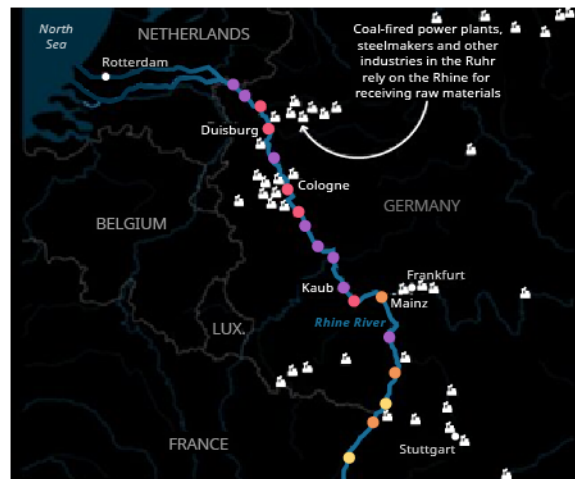 North
Sea
NETHERLANDS
Coal-fired power plants,
steelmakers and other
industries in the Ruhr
rely on the Rhine for
receiving raw materials
Rotterdam
Duisburg
Cologne
BELGIUM
GERMANY
Frankfurt
Kaub
Mainz
Rhine River
LUX.
FRANCE
Stuttgart